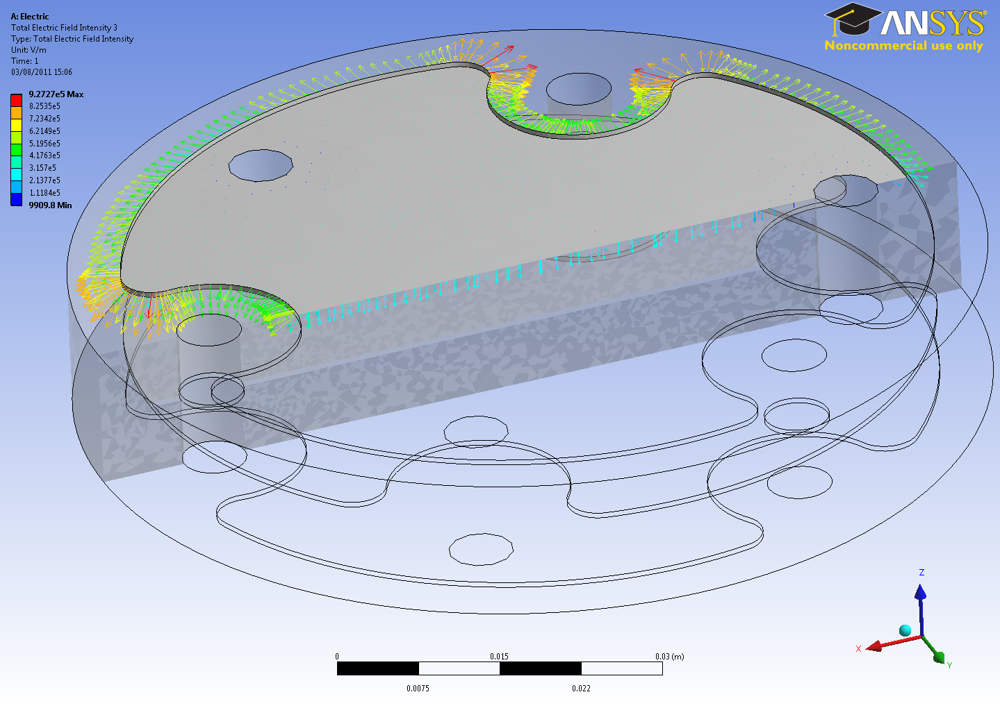 A: Electric
Total Electric Field Intensity 3
Type: Total Electric Field Intensity
Unit: V/m
Time: 1
03/08/2011 15:06
9.2727e5 Max
8.2535e5
7.2342e5
6.2149e5
5.1956e5
4.1763e5
3.157e5
2.1377e5
1.1184e5
9909.8 Min
ANSYS®
Noncommercial use only
0 0.015 0.03 (m)
0.0075 0.022
Z
X
Y